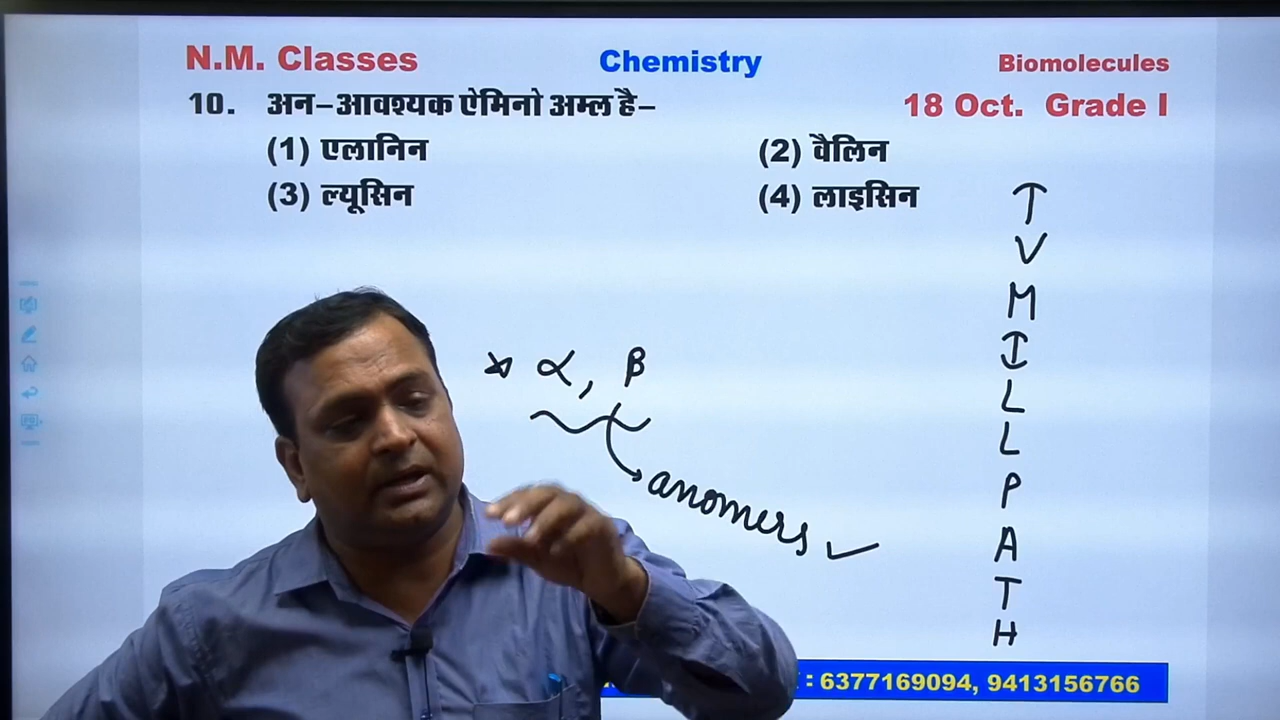 N.M. Classes Chemistry Biomolecules
10. अन-आवश्यक ऐमिनो अम्ल है- 18 Oct. Grade I
(1) एलानिन (2) वैलिन
(3) ल्यूसिन (4) लाइसिन
T
V
M
I
L
L
P
A
T
H
α, β
anomers ✓
: 6377169094, 9413156766